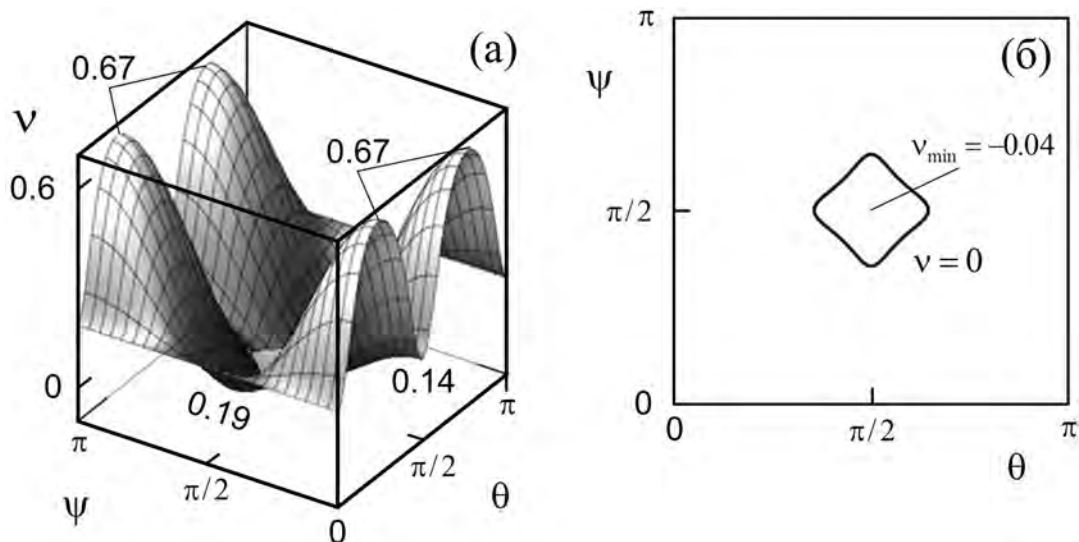 (а)
0.67
0.67
ν
0.6
0
π
0.19
0.14
π
π/2
π/2
ψ
θ
0
(б)
π
ψ
ν_min = –0.04
π/2
ν = 0
0
0
π/2
π
θ